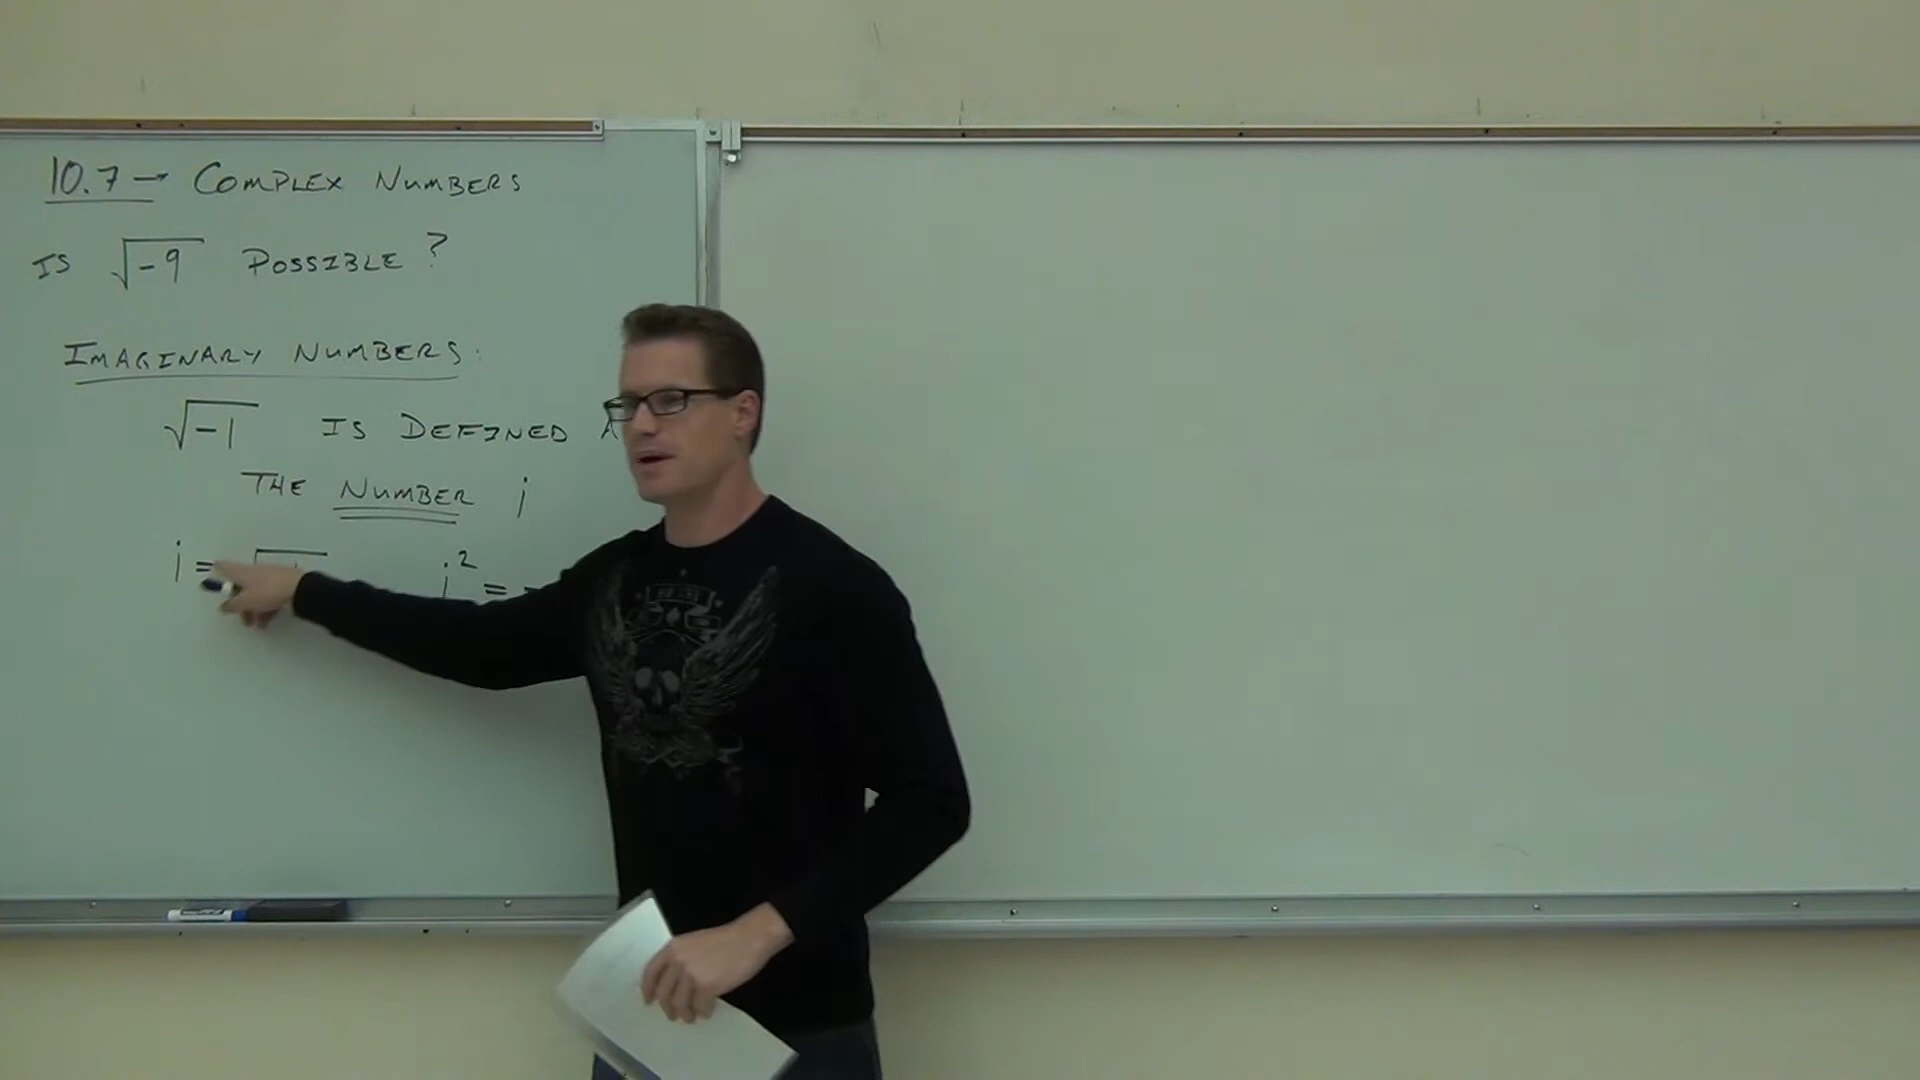 10.7 → COMPLEX NUMBERS
IS √-9 POSSIBLE?
IMAGINARY NUMBERS:
√-1 IS DEFINED
THE NUMBER i
i = √
i² = -